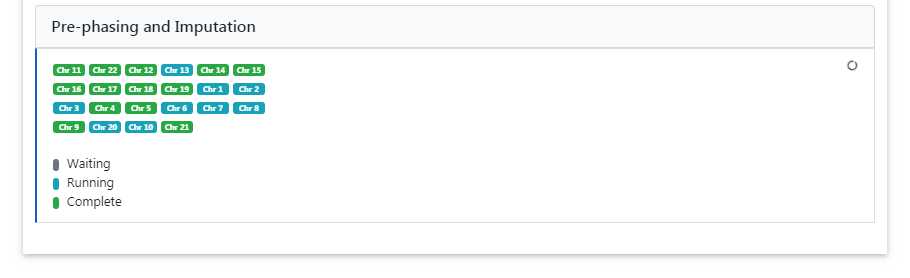 Pre-phasing and Imputation
Chr 11 Chr 22 Chr 12 Chr 13 Chr 14 Chr 15
Chr 16 Chr 17 Chr 18 Chr 19 Chr 1 Chr 2
Chr 3 Chr 4 Chr 5 Chr 6 Chr 7 Chr 8
Chr 9 Chr 20 Chr 10 Chr 21
Waiting
Running
Complete